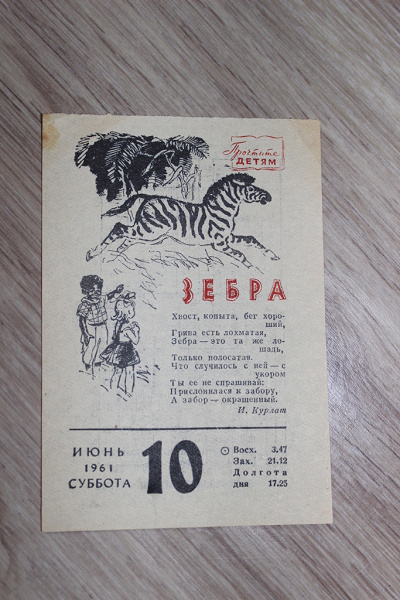 Прочтите
ДЕТЯМ
ЗЕБРА
Хвост, копыта, бег хоро-
ший,
Грива есть лохматая,
Зебра — это та же ло-
шадь,
Только полосатая.
Что случилось с ней — с
укором
Ты ее не спрашивай:
Прислонилася к забору,
А забор — окрашенный.
И. Курлат
ИЮНЬ
1961
СУББОТА
10
Восх. 3.47
Зах. 21.12
Долгота
дня 17.25